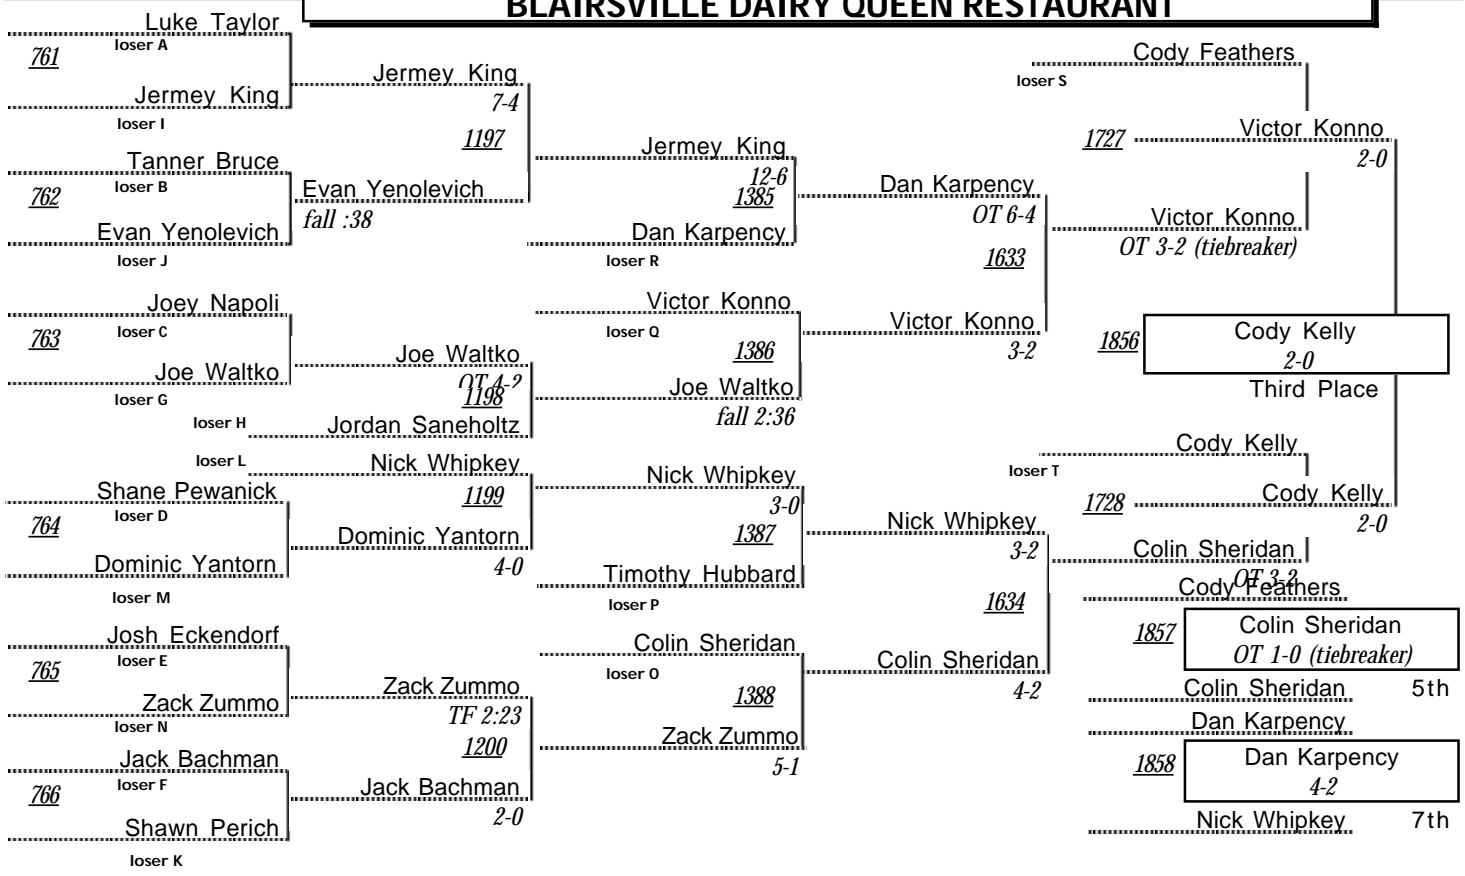 BLAIRSVILLE DAIRY QUEEN RESTAURANT
Luke Taylor
loser A
761
Jermey King
loser I
Jermey King
7-4
1197
Tanner Bruce
loser B
762
Evan Yenolevich
loser J
Evan Yenolevich
fall :38
Joey Napoli
loser C
763
Joe Waltko
loser G
Joe Waltko
OT 4-2
1198
loser H
Jordan Saneholtz
loser L
Nick Whipkey
1199
Shane Pewanick
loser D
764
Dominic Yantorn
loser M
Dominic Yantorn
4-0
Josh Eckendorf
loser E
765
Zack Zummo
loser N
Zack Zummo
TF 2:23
1200
Jack Bachman
loser F
766
Shawn Perich
loser K
Jack Bachman
2-0
Jermey King
12-6
1385
Dan Karpency
loser R
Victor Konno
loser Q
1386
Joe Waltko
fall 2:36
Nick Whipkey
3-0
1387
Timothy Hubbard
loser P
Colin Sheridan
loser O
1388
Zack Zummo
5-1
Dan Karpency
OT 6-4
1633
Victor Konno
3-2
Nick Whipkey
3-2
1634
Colin Sheridan
4-2
Cody Feathers
loser S
1727
Victor Konno
2-0
Victor Konno
OT 3-2 (tiebreaker)
1856
Cody Kelly
2-0
Third Place
Cody Kelly
loser T
1728
Cody Kelly
2-0
Colin Sheridan
OT 3-2
Cody Feathers
1857
Colin Sheridan
OT 1-0 (tiebreaker)
Colin Sheridan 5th
Dan Karpency
1858
Dan Karpency
4-2
Nick Whipkey 7th